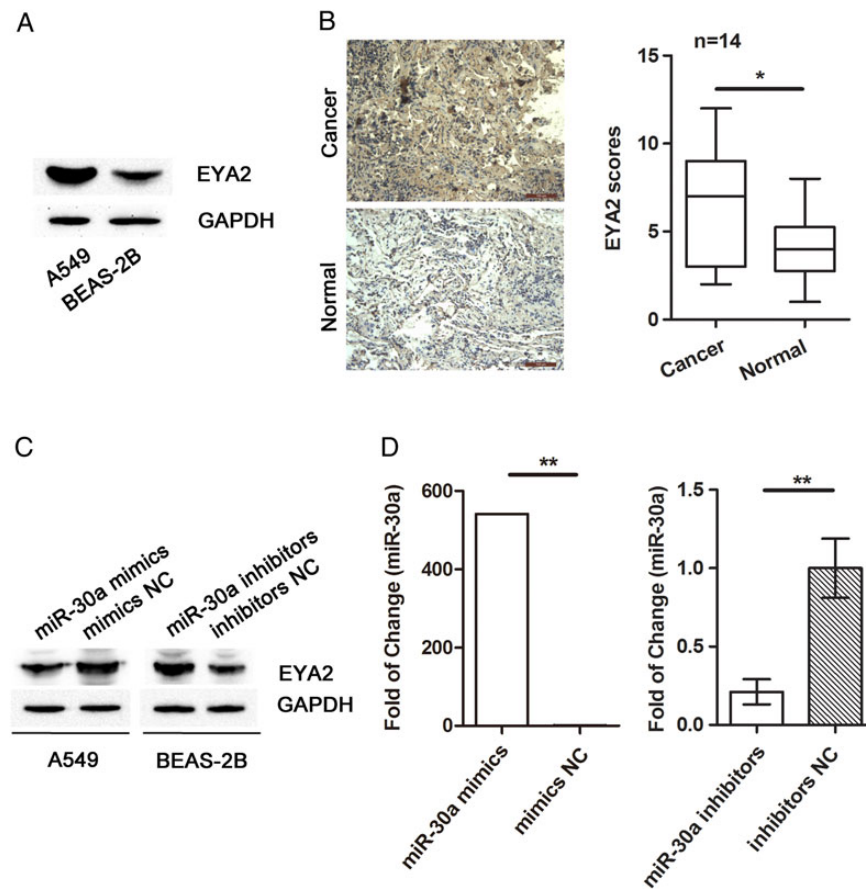 A
EYA2
GAPDH
A549
BEAS-2B
B
Cancer
Normal
n=14
*
EYA2 scores
15
10
5
0
Cancer
Normal
C
miR-30a mimics
mimics NC
miR-30a inhibitors
inhibitors NC
EYA2
GAPDH
A549
BEAS-2B
D
**
Fold of Change (miR-30a)
600
400
200
0
miR-30a mimics
mimics NC
**
Fold of Change (miR-30a)
1.5
1.0
0.5
0.0
miR-30a inhibitors
inhibitors NC